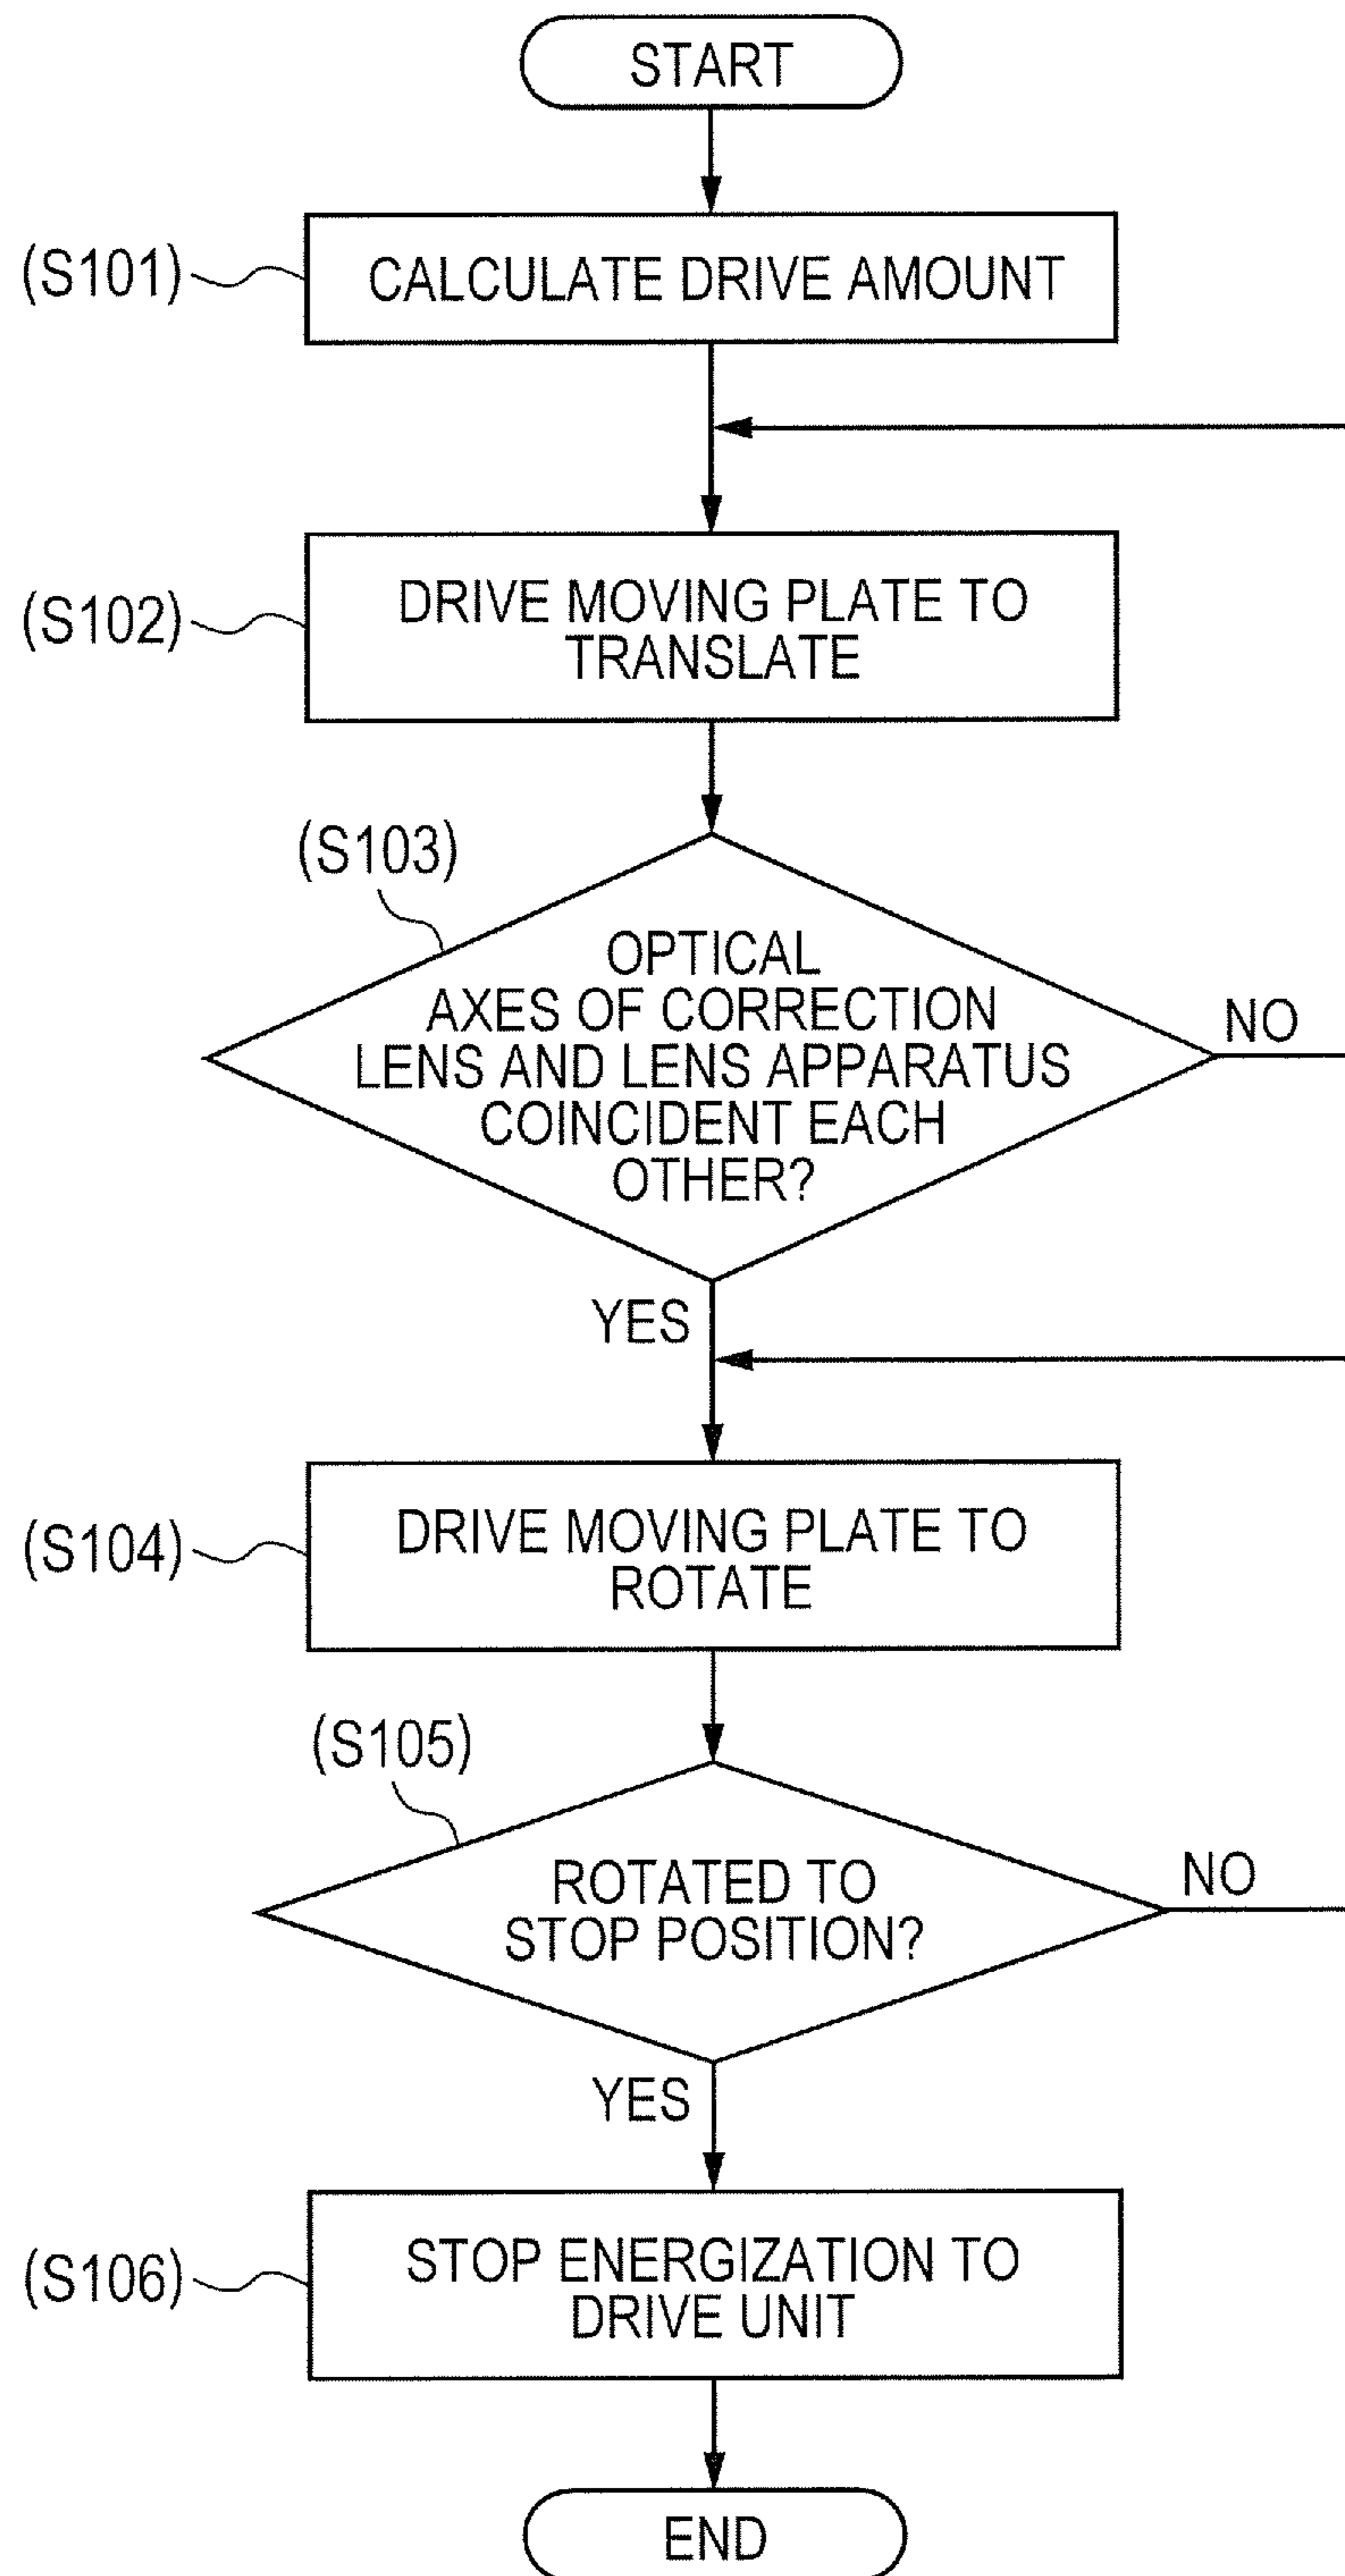 START
(S101)
CALCULATE DRIVE AMOUNT
(S102)
DRIVE MOVING PLATE TO
TRANSLATE
(S103)
OPTICAL
AXES OF CORRECTION
LENS AND LENS APPARATUS
COINCIDENT EACH
OTHER?
NO
YES
(S104)
DRIVE MOVING PLATE TO
ROTATE
(S105)
ROTATED TO
STOP POSITION?
NO
YES
(S106)
STOP ENERGIZATION TO
DRIVE UNIT
END